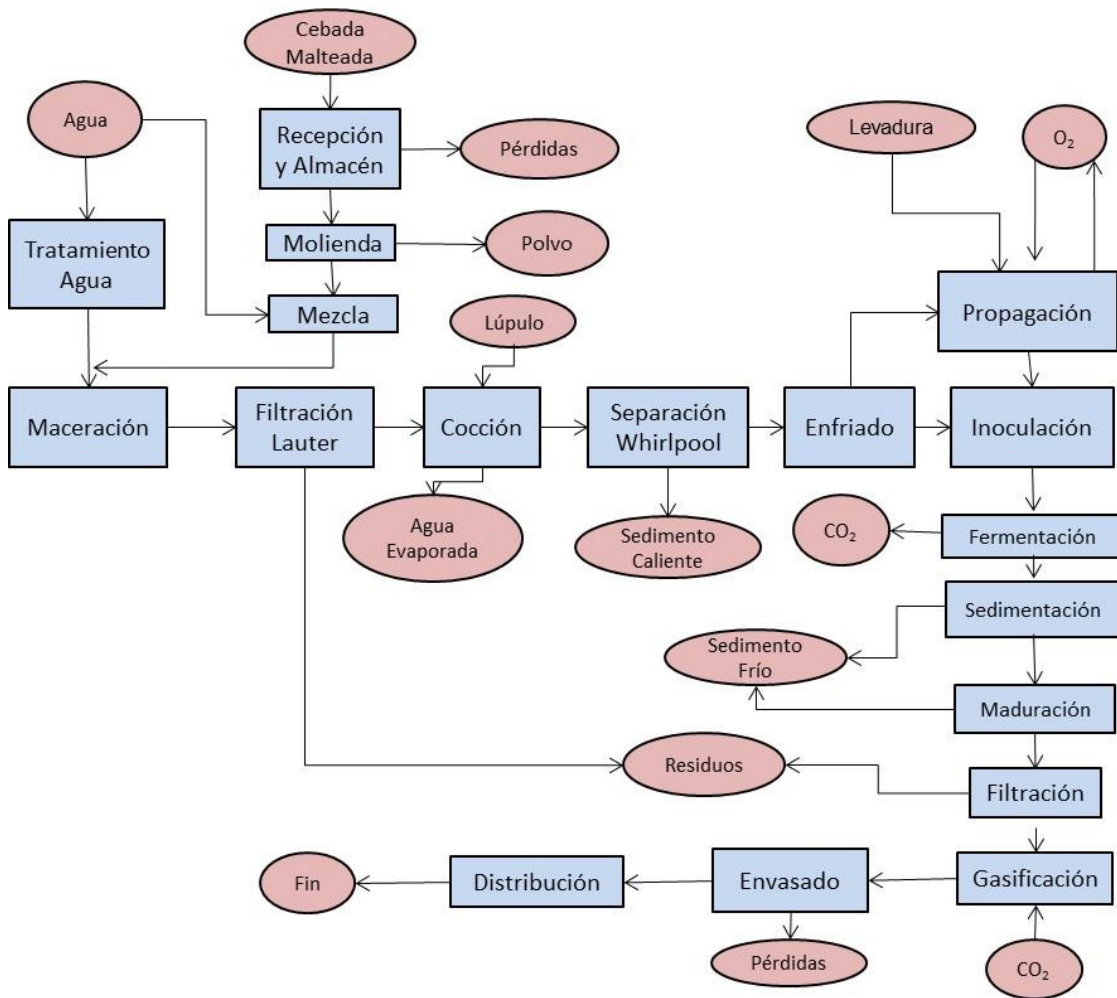 Cebada
Malteada
Agua
Recepción
y Almacén
Pérdidas
Levadura
O₂
Tratamiento
Agua
Molienda
Polvo
Mezcla
Lúpulo
Propagación
Maceración
Filtración
Lauter
Cocción
Separación
Whirlpool
Enfriado
Inoculación
Agua
Evaporada
Sedimento
Caliente
CO₂
Fermentación
Sedimentación
Sedimento
Frío
Maduración
Residuos
Filtración
Fin
Distribución
Envasado
Gasificación
Pérdidas
CO₂